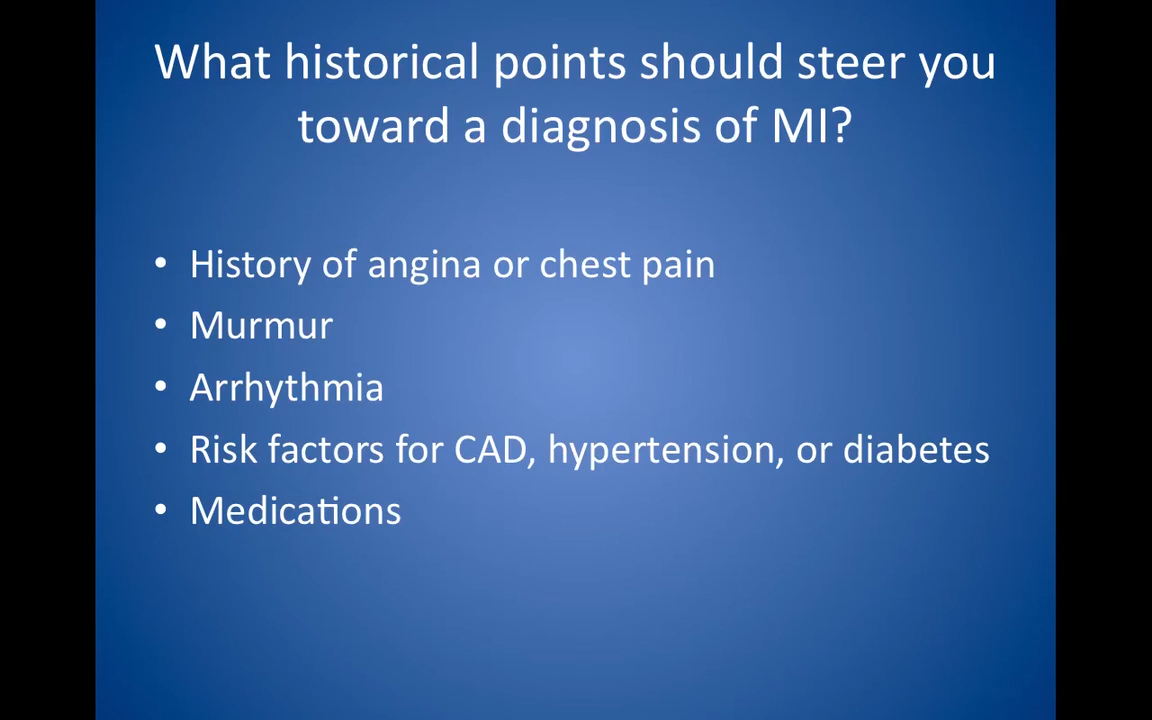 What historical points should steer you
toward a diagnosis of MI?
• History of angina or chest pain
• Murmur
• Arrhythmia
• Risk factors for CAD, hypertension, or diabetes
• Medications